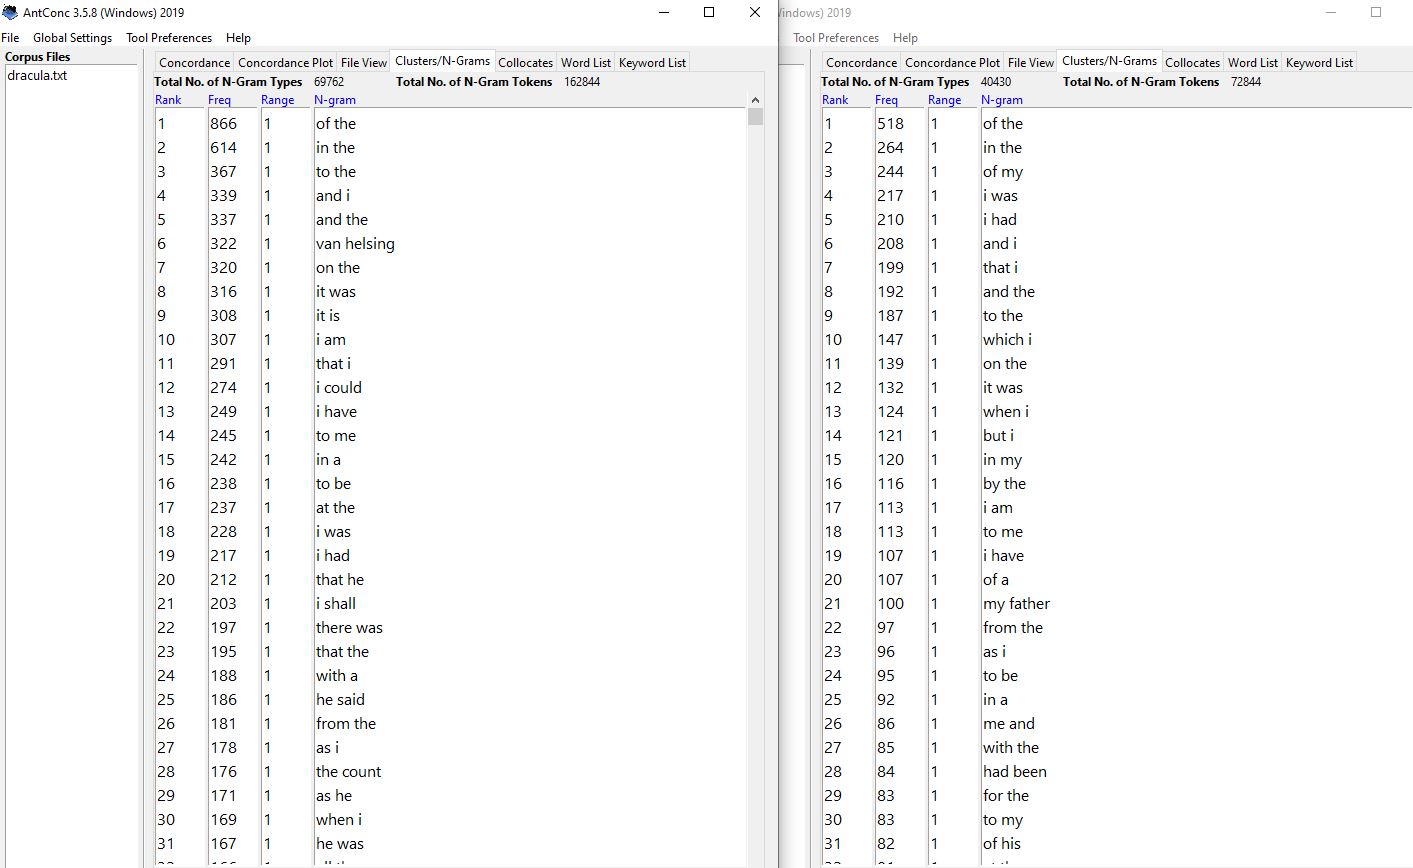 AntConc 3.5.8 (Windows) 2019
File Global Settings Tool Preferences Help
Corpus Files
dracula.txt
Concordance Concordance Plot File View Clusters/N-Grams Collocates Word List Keyword List
Total No. of N-Gram Types 69762 Total No. of N-Gram Tokens 162844
Rank Freq Range N-gram
1 866 1 of the
2 614 1 in the
3 367 1 to the
4 339 1 and i
5 337 1 and the
6 322 1 van helsing
7 320 1 on the
8 316 1 it was
9 308 1 it is
10 307 1 i am
11 291 1 that i
12 274 1 i could
13 249 1 i have
14 245 1 to me
15 242 1 in a
16 238 1 to be
17 237 1 at the
18 228 1 i was
19 217 1 i had
20 212 1 that he
21 203 1 i shall
22 197 1 there was
23 195 1 that the
24 188 1 with a
25 186 1 he said
26 181 1 from the
27 178 1 as i
28 176 1 the count
29 171 1 as he
30 169 1 when i
31 167 1 he was
Windows) 2019
Tool Preferences Help
Concordance Concordance Plot File View Clusters/N-Grams Collocates Word List Keyword List
Total No. of N-Gram Types 40430 Total No. of N-Gram Tokens 72844
Rank Freq Range N-gram
1 518 1 of the
2 264 1 in the
3 244 1 of my
4 217 1 i was
5 210 1 i had
6 208 1 and i
7 199 1 that i
8 192 1 and the
9 187 1 to the
10 147 1 which i
11 139 1 on the
12 132 1 it was
13 124 1 when i
14 121 1 but i
15 120 1 in my
16 116 1 by the
17 113 1 i am
18 113 1 to me
19 107 1 i have
20 107 1 of a
21 100 1 my father
22 97 1 from the
23 96 1 as i
24 95 1 to be
25 92 1 in a
26 86 1 me and
27 85 1 with the
28 84 1 had been
29 83 1 for the
30 83 1 to my
31 82 1 of his